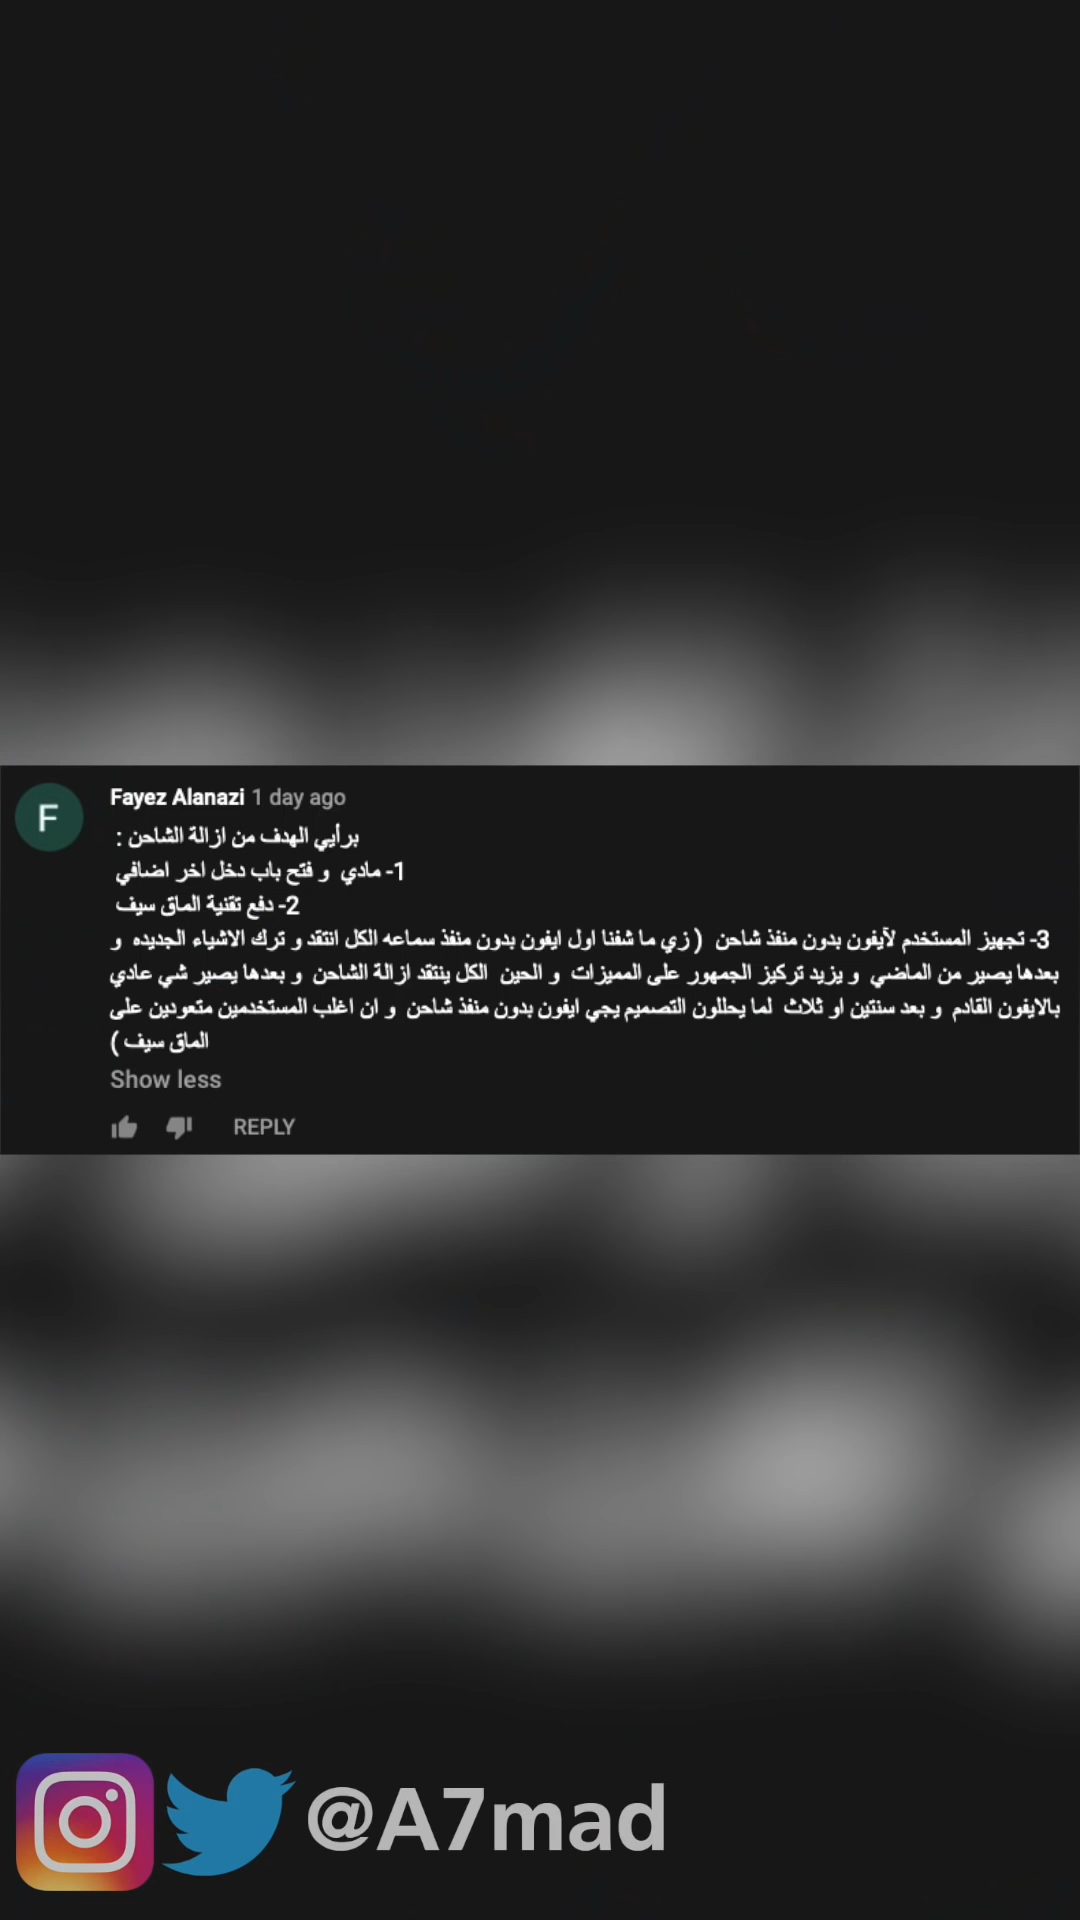 Fayez Alanazi 1 day ago
F
برأيي الهدف من ازالة الشاحن :
1- مادي و فتح باب دخل اخر اضافي
2- دفع تقنية الماق سيف
3- تجهيز المستخدم لآيفون بدون منفذ شاحن ( زي ما شفنا اول ايفون بدون منفذ سماعه الكل انتقد و ترك الاشياء الجديده و
بعدها يصير من الماضي و يزيد تركيز الجمهور على المميزات و الحين الكل ينتقد ازالة الشاحن و بعدها يصير شي عادي
بالايفون القادم و بعد سنتين او ثلاث لما يحللون التصميم يجي ايفون بدون منفذ شاحن و ان اغلب المستخدمين متعودين على
الماق سيف )
Show less
REPLY
@A7mad